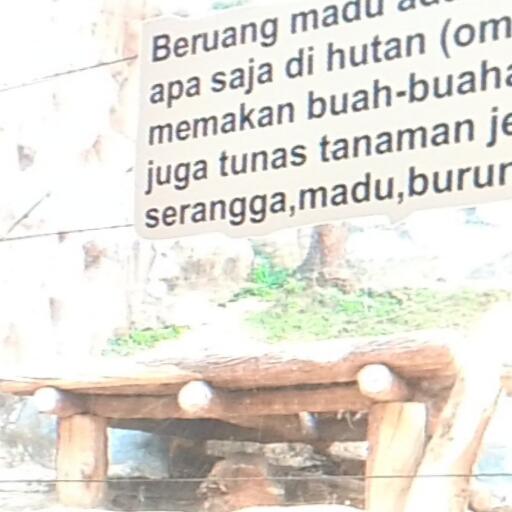 Beruang madu
apa saja di hutan (om
memakan buah-buaha
juga tunas tanaman je
serangga,madu,burun